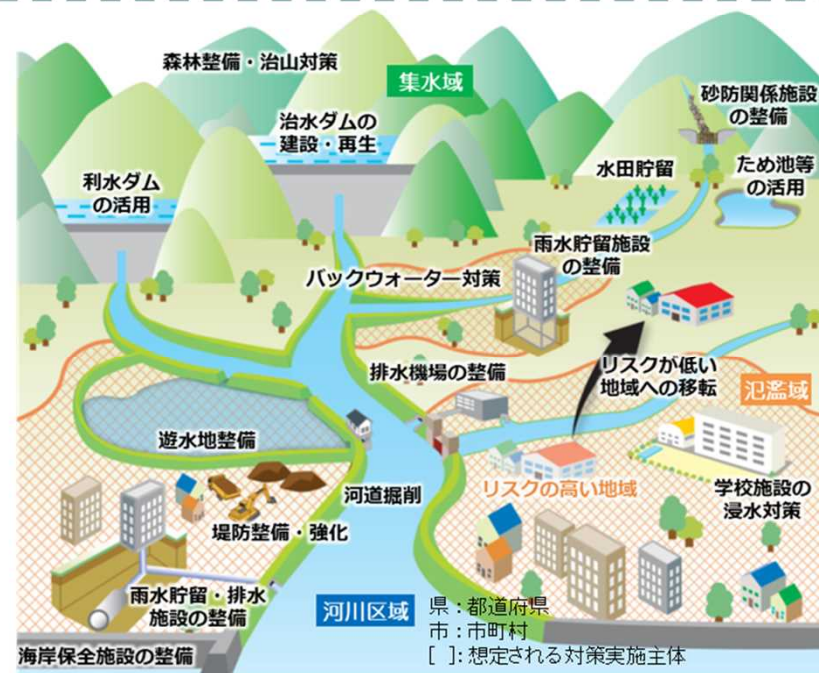 森林整備・治山対策
集水域
砂防関係施設
の整備
治水ダムの
建設・再生
水田貯留
ため池等
の活用
利水ダム
の活用
雨水貯留施設
の整備
バックウォーター対策
排水機場の整備
リスクが低い
地域への移転
氾濫域
遊水地整備
リスクの高い地域
学校施設の
浸水対策
河道掘削
堤防整備・強化
雨水貯留・排水
施設の整備
河川区域
県:都道府県
市:市町村
[ ]:想定される対策実施主体
海岸保全施設の整備